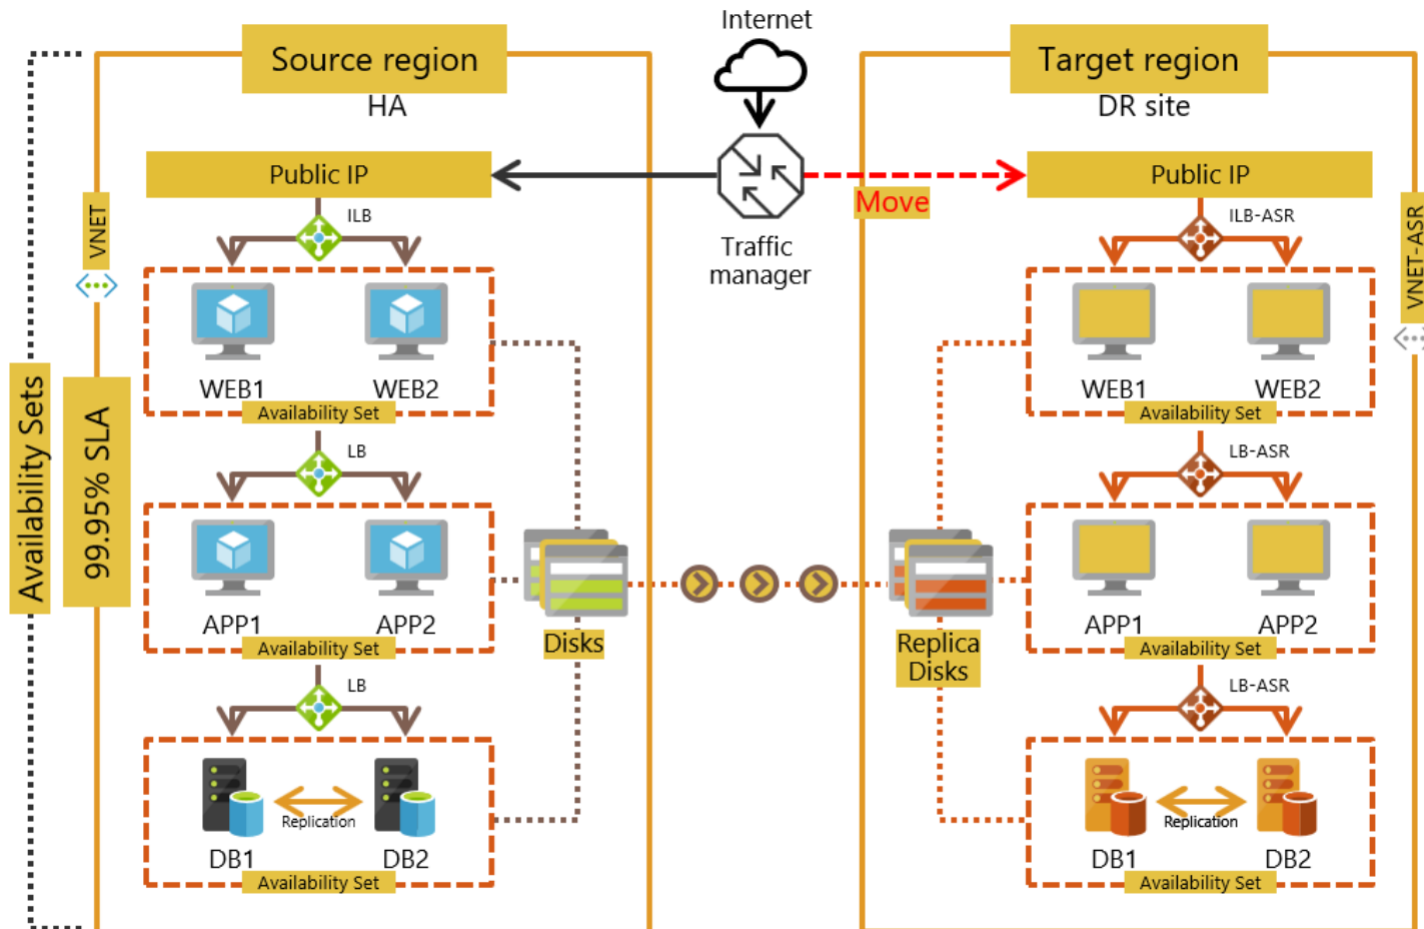 Internet
Source region
HA
Target region
DR site
Public IP
Public IP
Move
ILB
ILB-ASR
VNET
VNET-ASR
Traffic
manager
WEB1
WEB2
Availability Set
WEB1
WEB2
Availability Set
Availability Sets
99.95% SLA
LB
LB-ASR
APP1
APP2
Availability Set
Disks
Replica
Disks
APP1
APP2
Availability Set
LB
LB-ASR
Replication
DB1
DB2
Availability Set
Replication
DB1
DB2
Availability Set